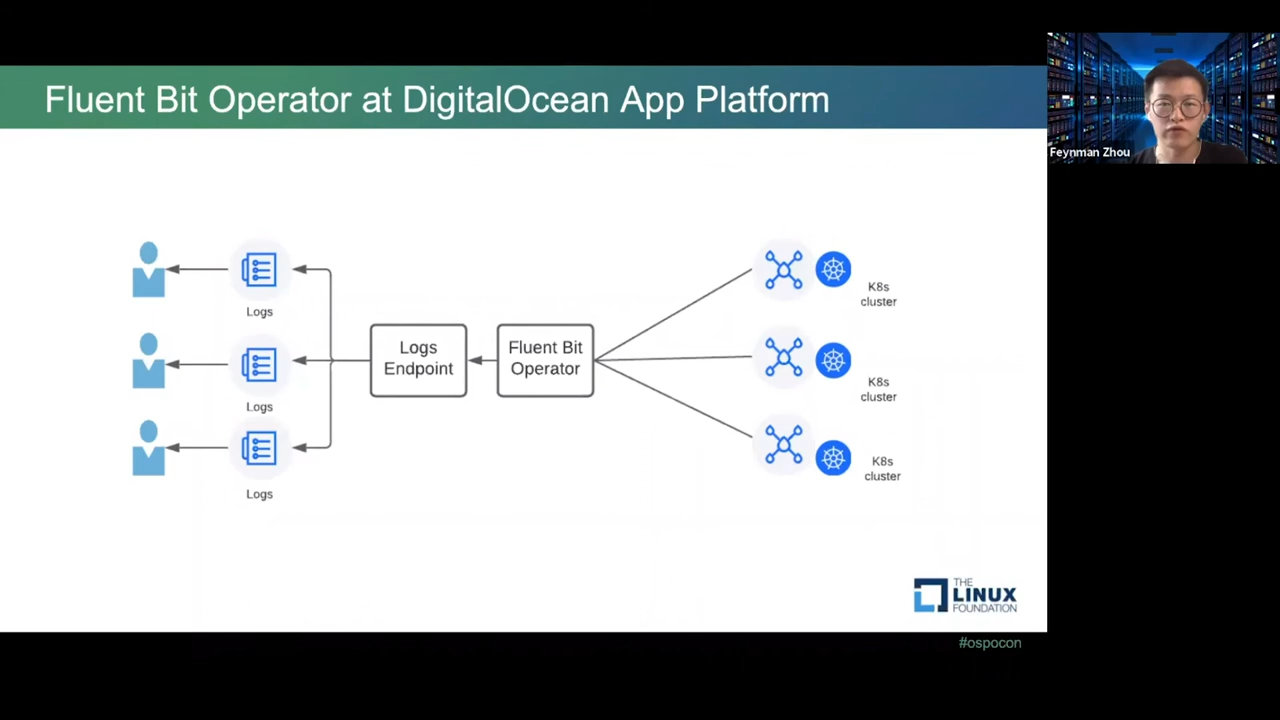 Fluent Bit Operator at DigitalOcean App Platform
Feynman Zhou
Logs
Logs
Logs
Logs
Endpoint
Fluent Bit
Operator
K8s
cluster
K8s
cluster
K8s
cluster
THE
LINUX
FOUNDATION
#ospocon